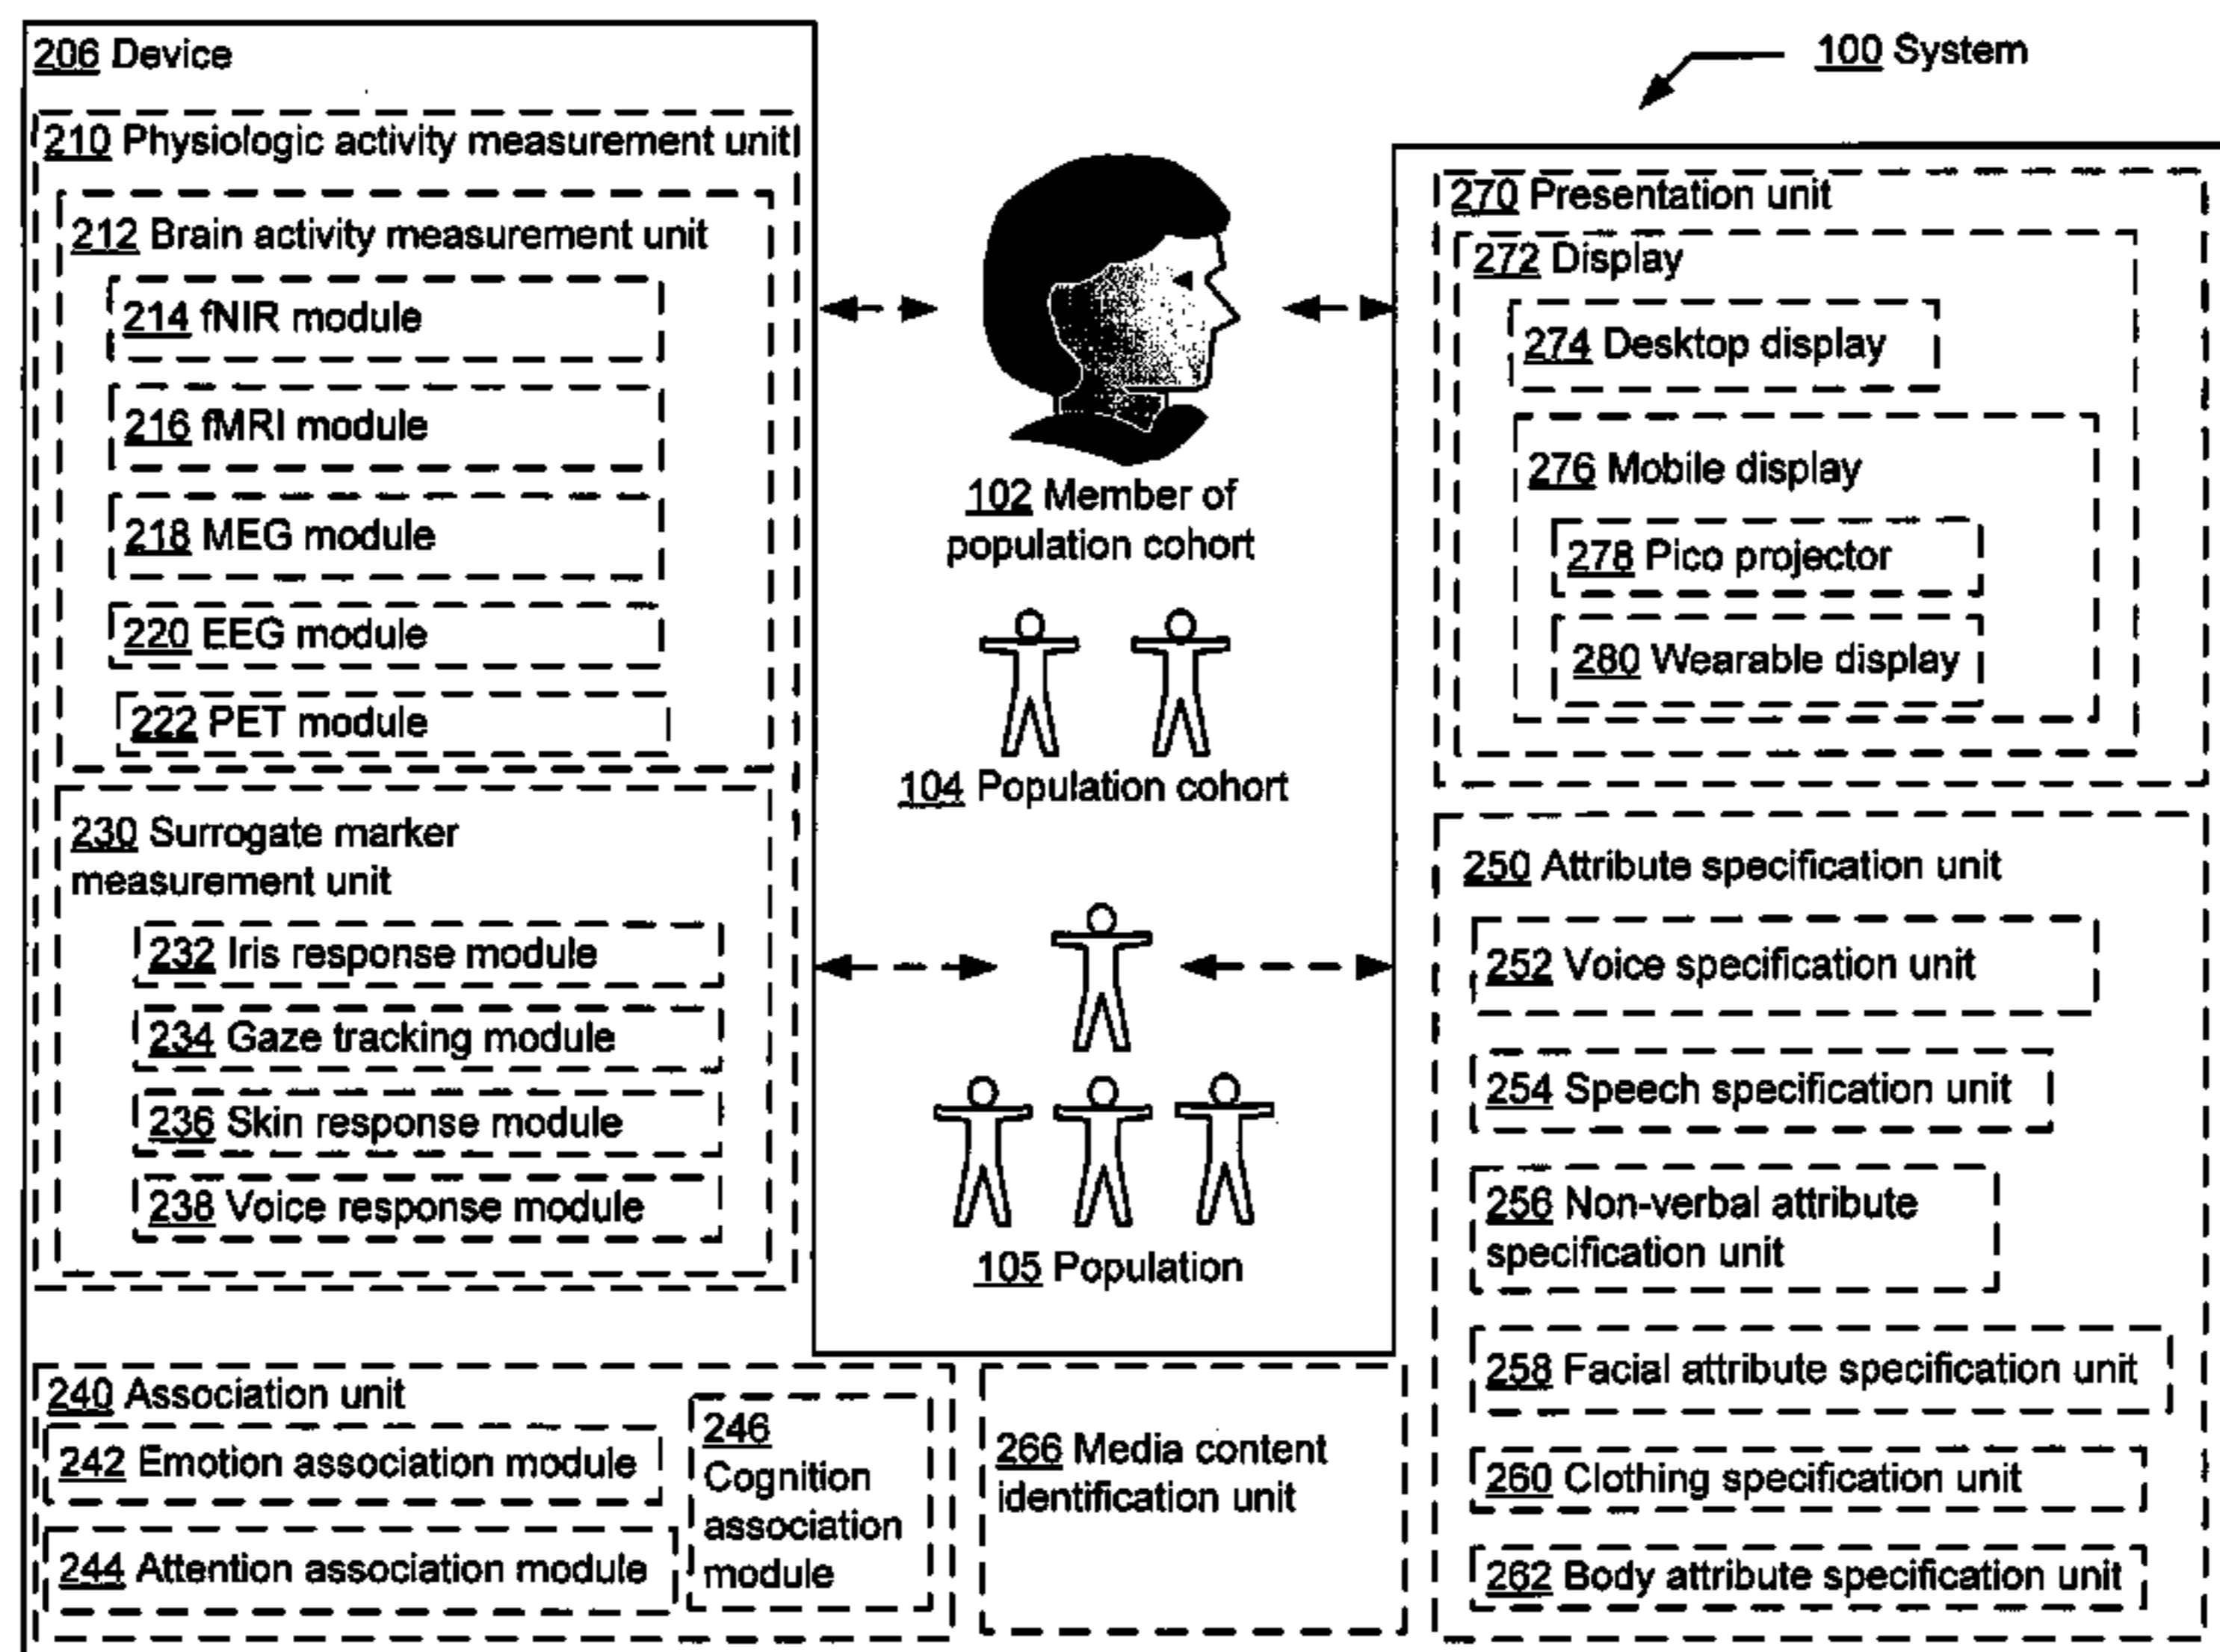 206 Device
100 System
210 Physiologic activity measurement unit
212 Brain activity measurement unit
214 fNIR module
216 fMRI module
218 MEG module
220 EEG module
222 PET module
230 Surrogate marker
measurement unit
232 Iris response module
234 Gaze tracking module
236 Skin response module
238 Voice response module
240 Association unit
242 Emotion association module
244 Attention association module
246
Cognition
association
module
102 Member of
population cohort
104 Population cohort
105 Population
266 Media content
identification unit
270 Presentation unit
272 Display
274 Desktop display
276 Mobile display
278 Pico projector
280 Wearable display
250 Attribute specification unit
252 Voice specification unit
254 Speech specification unit
256 Non-verbal attribute
specification unit
258 Facial attribute specification unit
260 Clothing specification unit
262 Body attribute specification unit